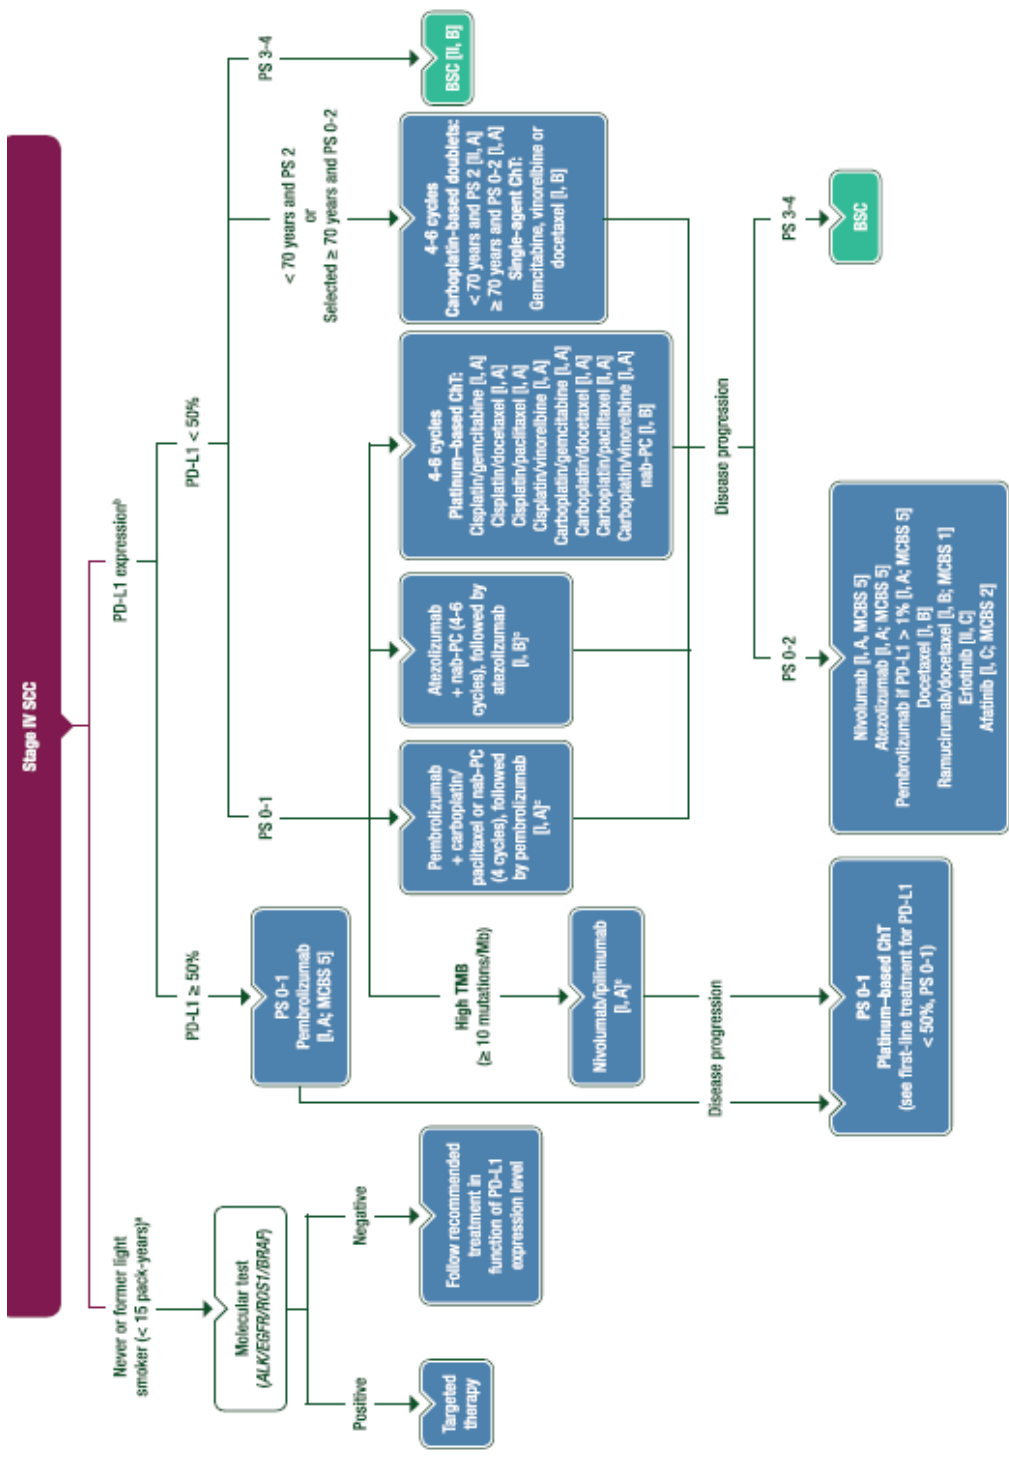 Stage IV SCC
Never or former light
smoker (< 15 pack-years)ª
Molecular test
(ALK/EGFR/ROS1/BRAF)
Positive
Negative
Targeted
therapy
Follow recommended
treatment in
function of PD-L1
expression level
PD-L1 expressionᵇ
PD-L1 ≥ 50%
PD-L1 < 50%
PS 0-1
Pembrolizumab
[I, A; MCBS 5]
PS 0-1
< 70 years and PS 2
or
Selected ≥ 70 years and PS 0-2
PS 3-4
High TMB
(≥ 10 mutations/Mb)
Nivolumab/ipilimumab
[I, A]ᶜ
Pembrolizumab
+ carboplatin/
paclitaxel or nab-PC
(4 cycles), followed
by pembrolizumab
[I, A]ᶜ
Atezolizumab
+ nab-PC (4-6
cycles), followed by
atezolizumab
[I, B]ᶜ
4-6 cycles
Platinum–based ChT:
Cisplatin/gemcitabine [I, A]
Cisplatin/docetaxel [I, A]
Cisplatin/paclitaxel [I, A]
Cisplatin/vinorelbine [I, A]
Carboplatin/gemcitabine [I, A]
Carboplatin/docetaxel [I, A]
Carboplatin/paclitaxel [I, A]
Carboplatin/vinorelbine [I, A]
nab-PC [I, B]
4-6 cycles
Carboplatin-based doublets:
< 70 years and PS 2 [II, A]
≥ 70 years and PS 0-2 [I, A]
Single-agent ChT:
Gemcitabine, vinorelbine or
docetaxel [I, B]
BSC [II, B]
Disease progression
Disease progression
PS 0-1
Platinum–based ChT
(see first-line treatment for PD-L1
< 50%, PS 0-1)
PS 0-2
PS 3-4
Nivolumab [I, A, MCBS 5]
Atezolizumab [I, A; MCBS 5]
Pembrolizumab if PD-L1 > 1% [I, A; MCBS 5]
Docetaxel [I, B]
Ramucirumab/docetaxel [I, B; MCBS 1]
Erlotinib [II, C]
Afatinib [I, C; MCBS 2]
BSC